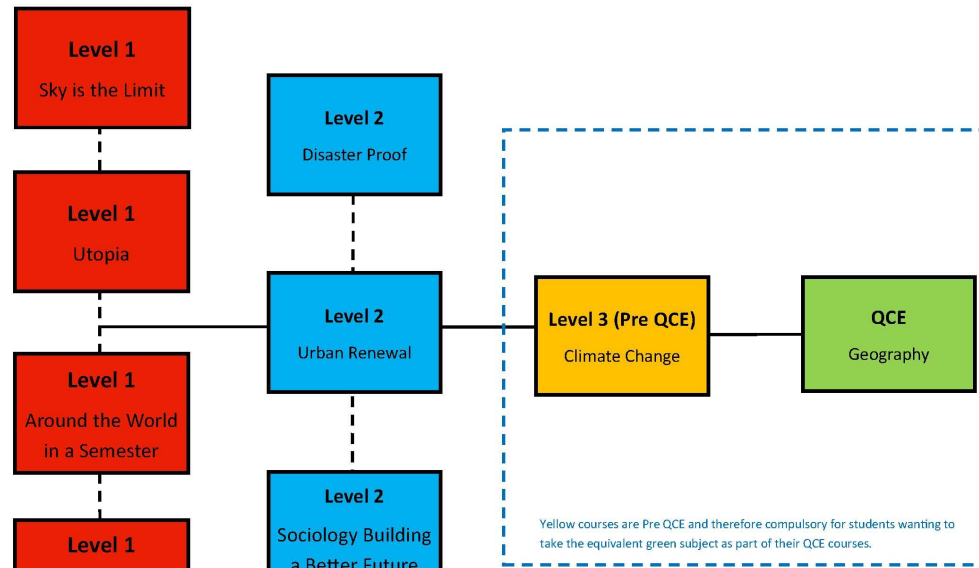 Level 1
Sky is the Limit
Level 1
Utopia
Level 1
Around the World
in a Semester
Level 1
Level 2
Disaster Proof
Level 2
Urban Renewal
Level 2
Sociology Building
a Better Future
Level 3 (Pre QCE)
Climate Change
QCE
Geography
Yellow courses are Pre QCE and therefore compulsory for students wanting to
take the equivalent green subject as part of their QCE courses.